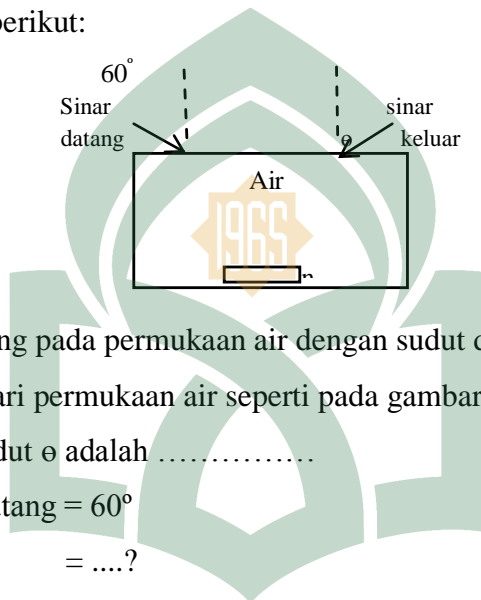 berikut:
60°
Sinar
datang
sinar
keluar
ɵ
Air
1965
ng pada permukaan air dengan sudut d
ari permukaan air seperti pada gambar
dut ɵ adalah ...............
atang = 60º
= ....?